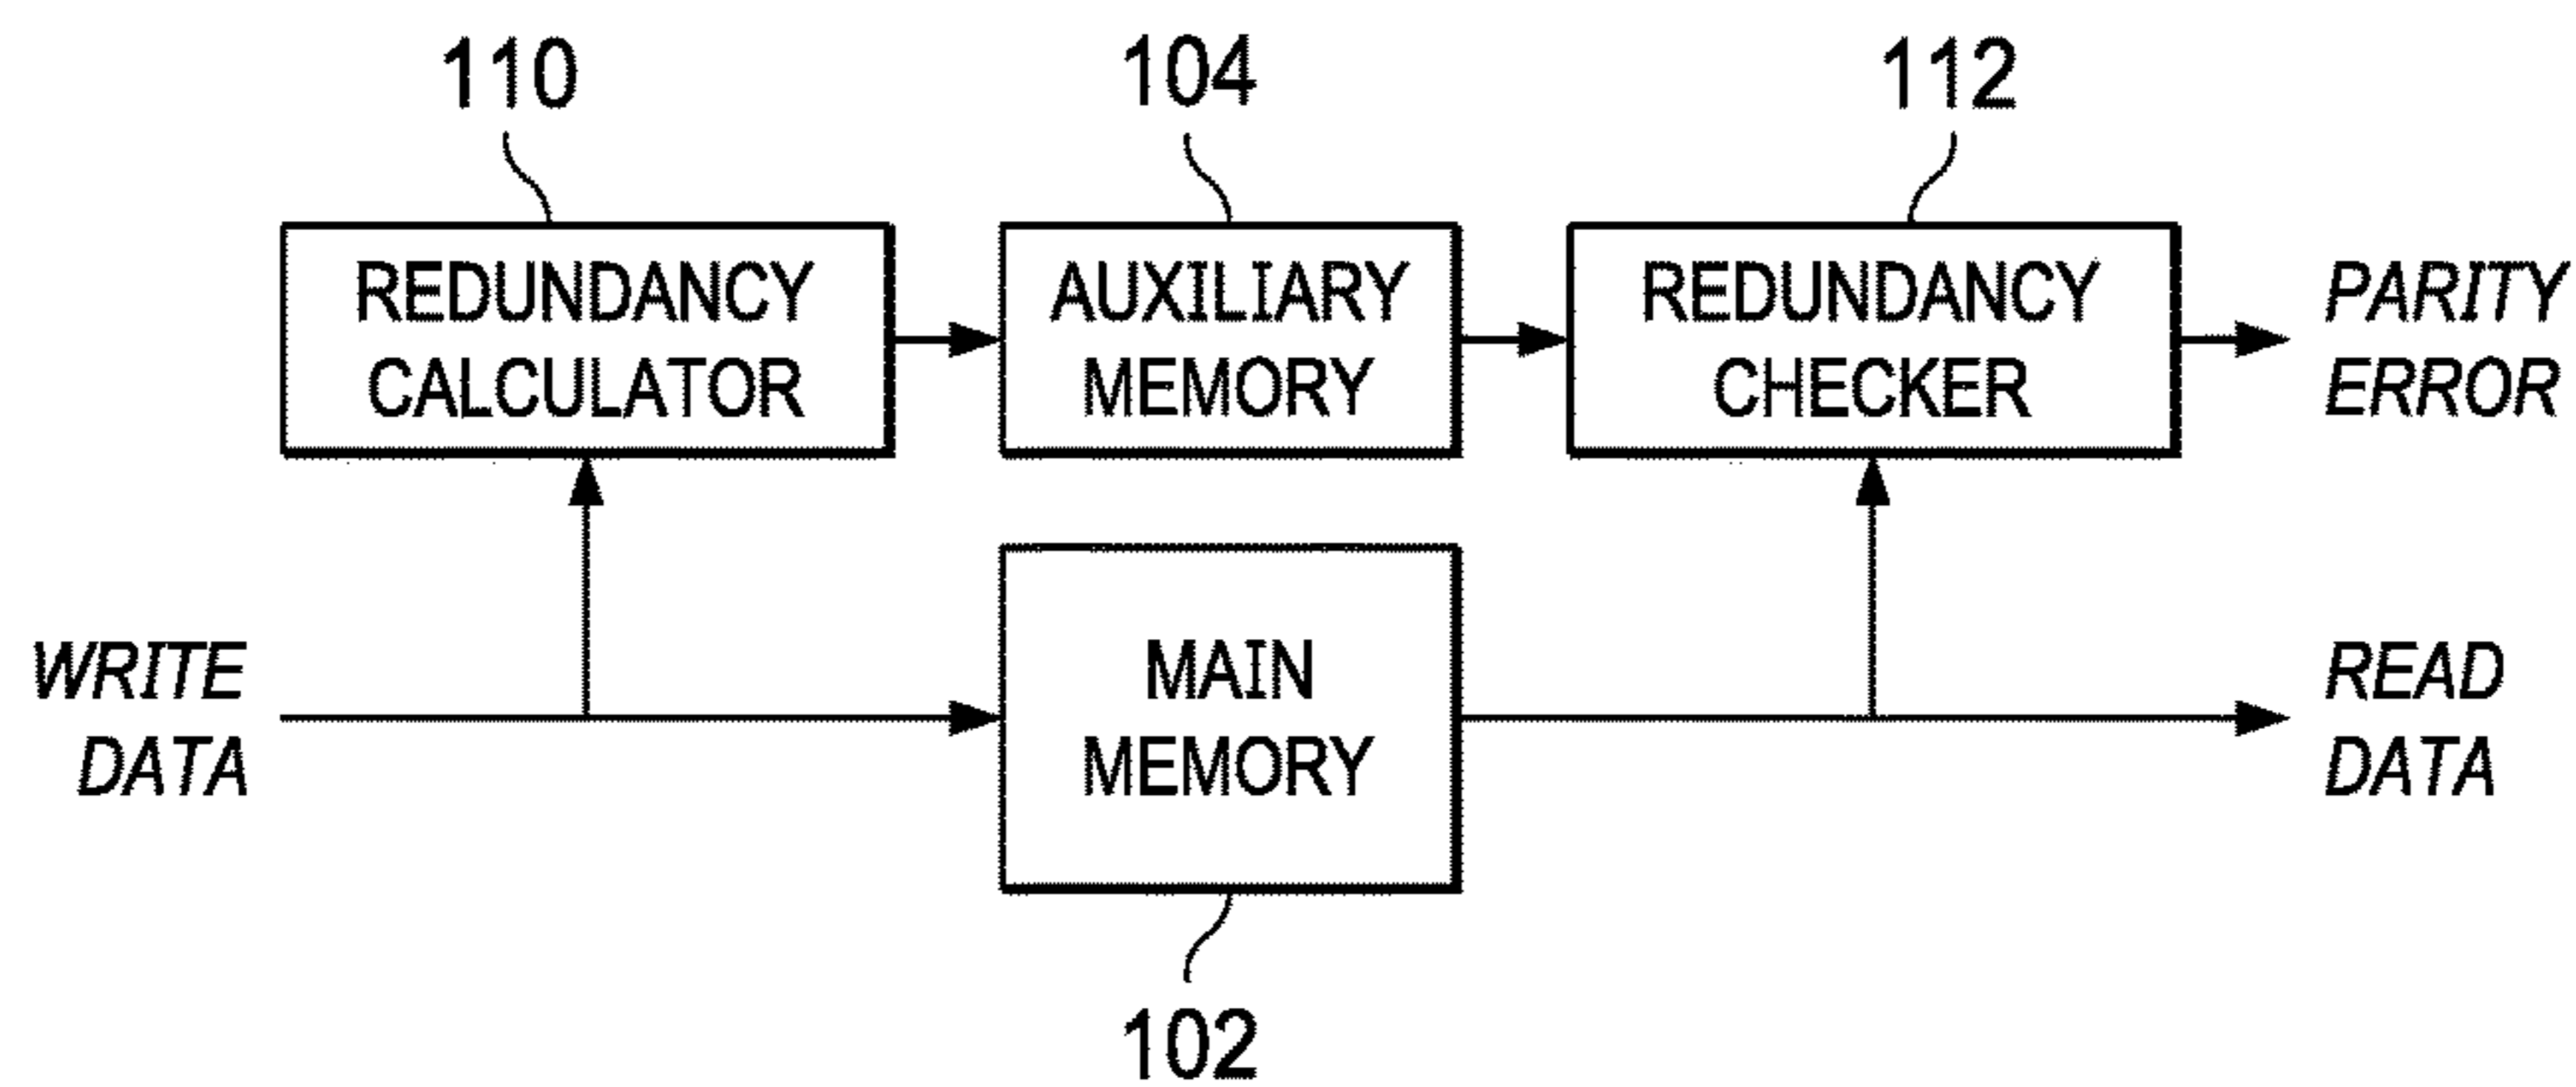 110
104
112
REDUNDANCY
CALCULATOR
AUXILIARY
MEMORY
REDUNDANCY
CHECKER
PARITY
ERROR
WRITE
DATA
MAIN
MEMORY
READ
DATA
102